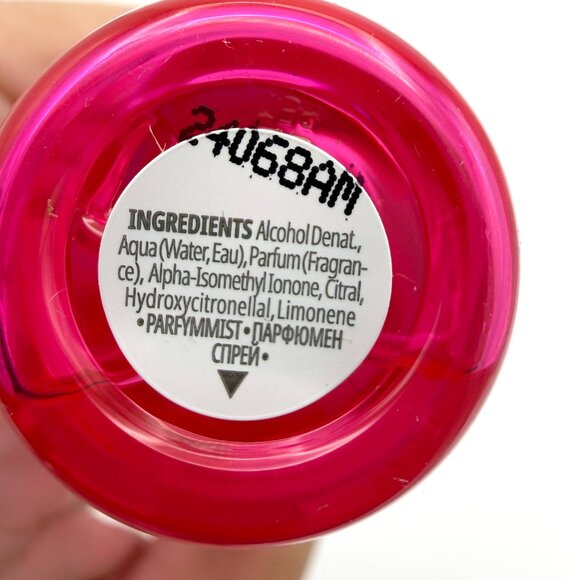 24068AM
INGREDIENTS Alcohol Denat.,
Aqua (Water, Eau), Parfum (Fragran-
ce), Alpha-Isomethyl Ionone, Citral,
Hydroxycitronellal, Limonene
•PARFYMMIST•ПАРФЮМЕН
СПРЕЙ•